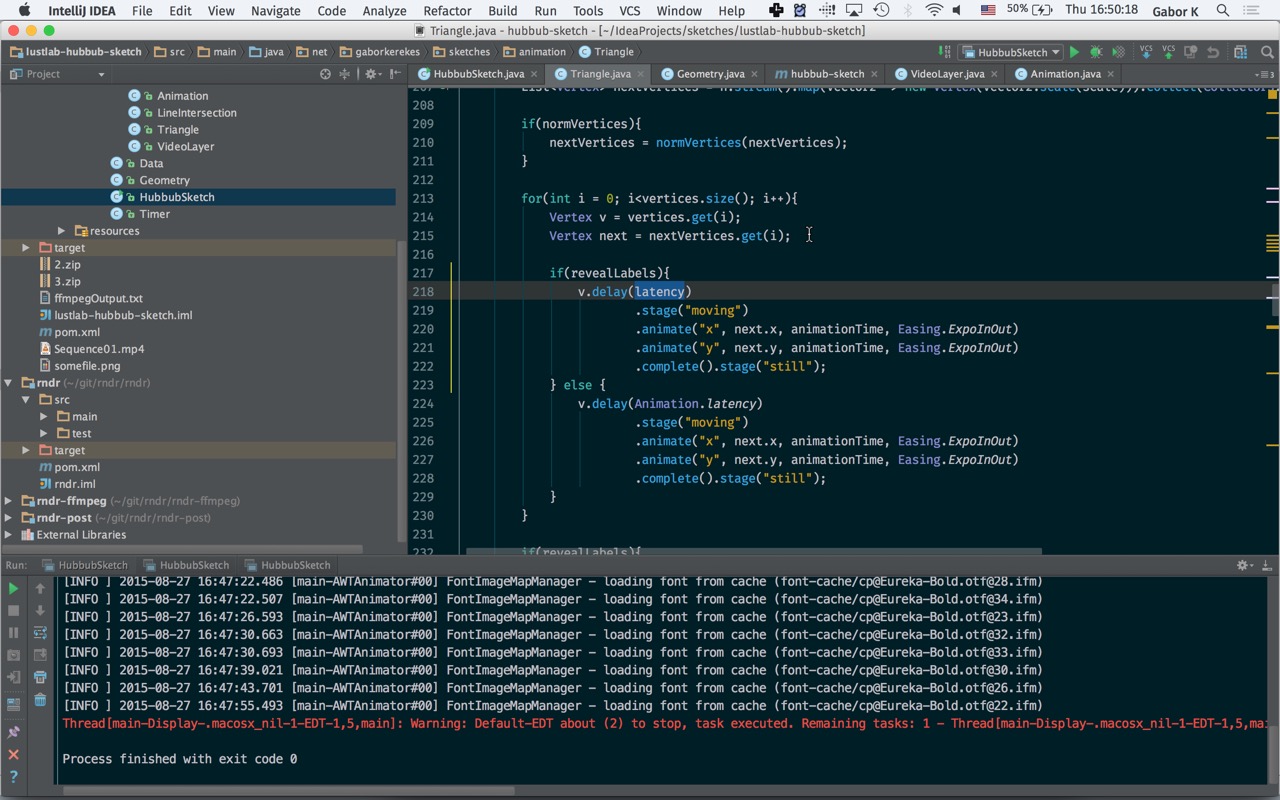 IntelliJ IDEA File Edit View Navigate Code Analyze Refactor Build Run Tools VCS Window Help 50% Thu 16:50:18 Gabor K
Triangle.java - hubbub-sketch - [~/IdeaProjects/sketches/lustlab-hubbub-sketch]
lustlab-hubbub-sketch src main java net gaborkerekes sketches animation Triangle HubbubSketch VCS VCS
Project
HubbubSketch.java Triangle.java Geometry.java hubbub-sketch VideoLayer.java Animation.java
Animation
LineIntersection
Triangle
VideoLayer
Data
Geometry
HubbubSketch
Timer
resources
target
2.zip
3.zip
ffmpegOutput.txt
lustlab-hubbub-sketch.iml
pom.xml
Sequence01.mp4
somefile.png
rndr (~/git/rndr/rndr)
src
main
test
target
pom.xml
rndr.iml
rndr-ffmpeg (~/git/rndr/rndr-ffmpeg)
rndr-post (~/git/rndr/rndr-post)
External Libraries
208
209 if(normVertices){
210 nextVertices = normVertices(nextVertices);
211 }
212
213 for(int i = 0; i<vertices.size(); i++){
214 Vertex v = vertices.get(i);
215 Vertex next = nextVertices.get(i);
216
217 if(revealLabels){
218 v.delay(latency)
219 .stage("moving")
220 .animate("x", next.x, animationTime, Easing.ExpoInOut)
221 .animate("y", next.y, animationTime, Easing.ExpoInOut)
222 .complete().stage("still");
223 } else {
224 v.delay(Animation.latency)
225 .stage("moving")
226 .animate("x", next.x, animationTime, Easing.ExpoInOut)
227 .animate("y", next.y, animationTime, Easing.ExpoInOut)
228 .complete().stage("still");
229 }
230 }
231
232 if(revealLabels){
Run: HubbubSketch HubbubSketch HubbubSketch
[INFO ] 2015-08-27 16:47:22.486 [main-AWTAnimator#00] FontImageMapManager - loading font from cache (font-cache/cp@Eureka-Bold.otf@28.ifm)
[INFO ] 2015-08-27 16:47:22.507 [main-AWTAnimator#00] FontImageMapManager - loading font from cache (font-cache/cp@Eureka-Bold.otf@34.ifm)
[INFO ] 2015-08-27 16:47:26.593 [main-AWTAnimator#00] FontImageMapManager - loading font from cache (font-cache/cp@Eureka-Bold.otf@23.ifm)
[INFO ] 2015-08-27 16:47:30.663 [main-AWTAnimator#00] FontImageMapManager - loading font from cache (font-cache/cp@Eureka-Bold.otf@32.ifm)
[INFO ] 2015-08-27 16:47:30.693 [main-AWTAnimator#00] FontImageMapManager - loading font from cache (font-cache/cp@Eureka-Bold.otf@33.ifm)
[INFO ] 2015-08-27 16:47:39.021 [main-AWTAnimator#00] FontImageMapManager - loading font from cache (font-cache/cp@Eureka-Bold.otf@30.ifm)
[INFO ] 2015-08-27 16:47:43.701 [main-AWTAnimator#00] FontImageMapManager - loading font from cache (font-cache/cp@Eureka-Bold.otf@26.ifm)
[INFO ] 2015-08-27 16:47:55.493 [main-AWTAnimator#00] FontImageMapManager - loading font from cache (font-cache/cp@Eureka-Bold.otf@22.ifm)
Thread[main-Display-.macosx_nil-1-EDT-1,5,main]: Warning: Default-EDT about (2) to stop, task executed. Remaining tasks: 1 - Thread[main-Display-.macosx_nil-1-EDT-1,5,mai
Process finished with exit code 0